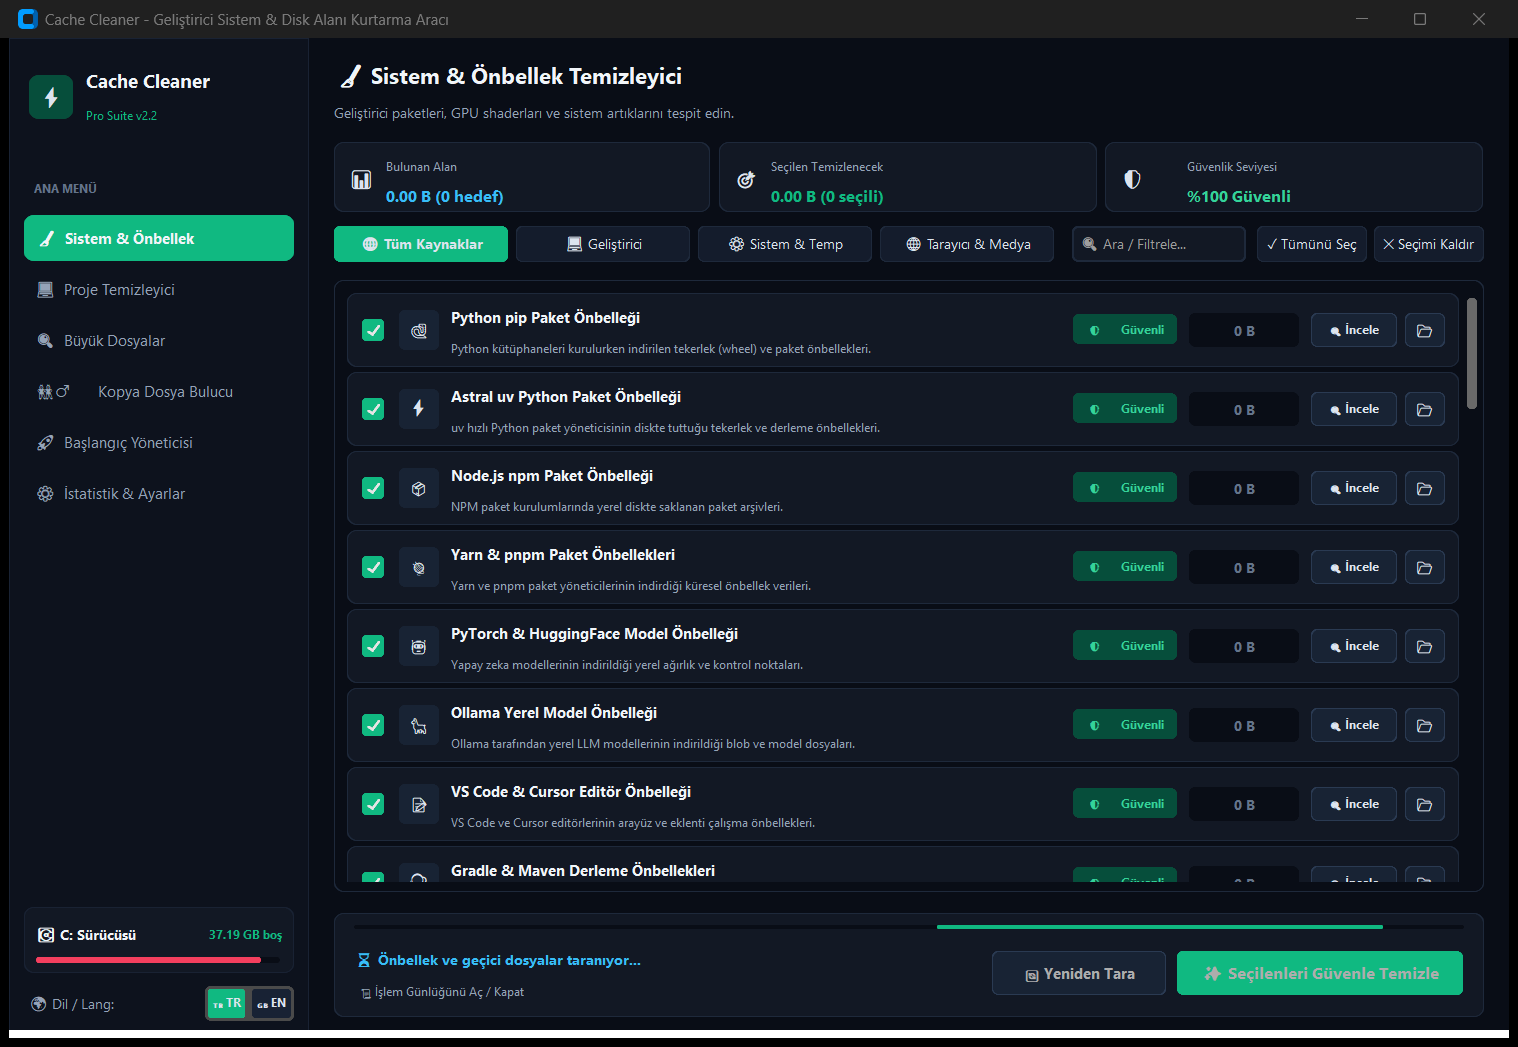 Cache Cleaner - Geliştirici Sistem & Disk Alanı Kurtarma Aracı
Cache Cleaner
Pro Suite v2.2
ANA MENÜ
Sistem & Önbellek
Proje Temizleyici
Büyük Dosyalar
Kopya Dosya Bulucu
Başlangıç Yöneticisi
İstatistik & Ayarlar
C: Sürücüsü 37.19 GB boş
Dil / Lang: TR TR GB EN
Sistem & Önbellek Temizleyici
Geliştirici paketleri, GPU shaderları ve sistem artıklarını tespit edin.
Bulunan Alan
0.00 B (0 hedef)
Seçilen Temizlenecek
0.00 B (0 seçili)
Güvenlik Seviyesi
%100 Güvenli
Tüm Kaynaklar Geliştirici Sistem & Temp Tarayıcı & Medya Ara / Filtrele... ✓ Tümünü Seç ✕ Seçimi Kaldır
Python pip Paket Önbelleği
Python kütüphaneleri kurulurken indirilen tekerlek (wheel) ve paket önbellekleri.
Güvenli 0 B İncele
Astral uv Python Paket Önbelleği
uv hızlı Python paket yöneticisinin diskte tuttuğu tekerlek ve derleme önbellekleri.
Güvenli 0 B İncele
Node.js npm Paket Önbelleği
NPM paket kurulumlarında yerel diskte saklanan paket arşivleri.
Güvenli 0 B İncele
Yarn & pnpm Paket Önbellekleri
Yarn ve pnpm paket yöneticilerinin indirdiği küresel önbellek verileri.
Güvenli 0 B İncele
PyTorch & HuggingFace Model Önbelleği
Yapay zeka modellerinin indirildiği yerel ağırlık ve kontrol noktaları.
Güvenli 0 B İncele
Ollama Yerel Model Önbelleği
Ollama tarafından yerel LLM modellerinin indirildiği blob ve model dosyaları.
Güvenli 0 B İncele
VS Code & Cursor Editör Önbelleği
VS Code ve Cursor editörlerinin arayüz ve eklenti çalışma önbellekleri.
Güvenli 0 B İncele
Gradle & Maven Derleme Önbellekleri
Güvenli 0 B İncele
Önbellek ve geçici dosyalar taranıyor...
İşlem Günlüğünü Aç / Kapat
Yeniden Tara
Seçilenleri Güvenle Temizle